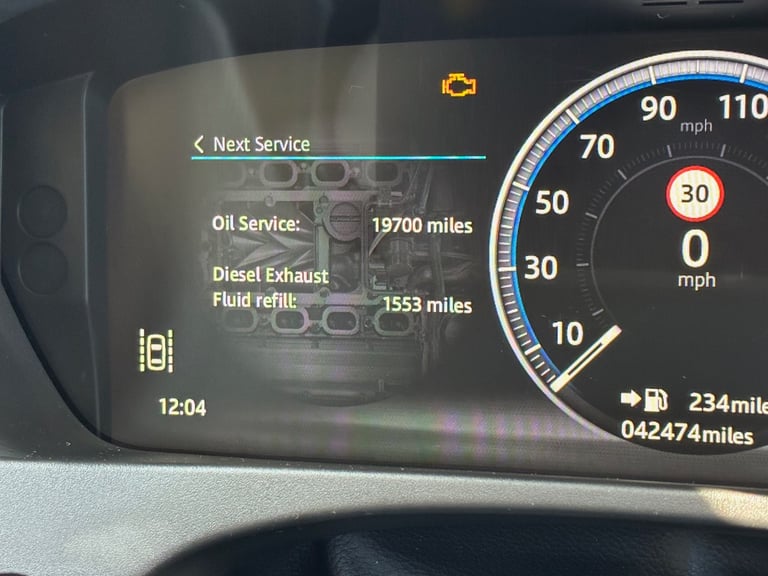 Next Service
Oil Service: 19700 miles
Diesel Exhaust
Fluid refill: 1553 miles
12:04
10
30
50
70
90
110
mph
30
0
mph
234mile
042474miles